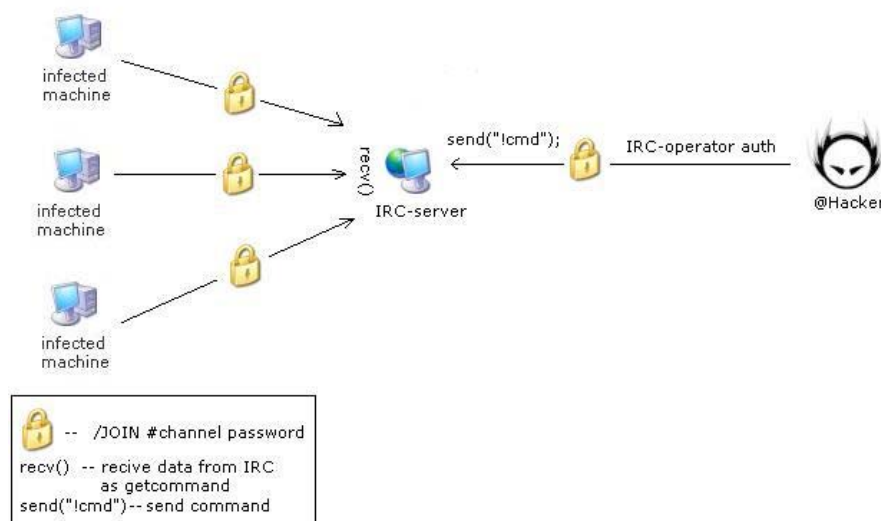 infected
machine
send("!cmd");
IRC-operator auth
recv()
infected
machine
IRC-server
@Hacker
infected
machine
-- /JOIN #channel password
recv() -- recive data from IRC
as getcommand
send("!cmd")-- send command